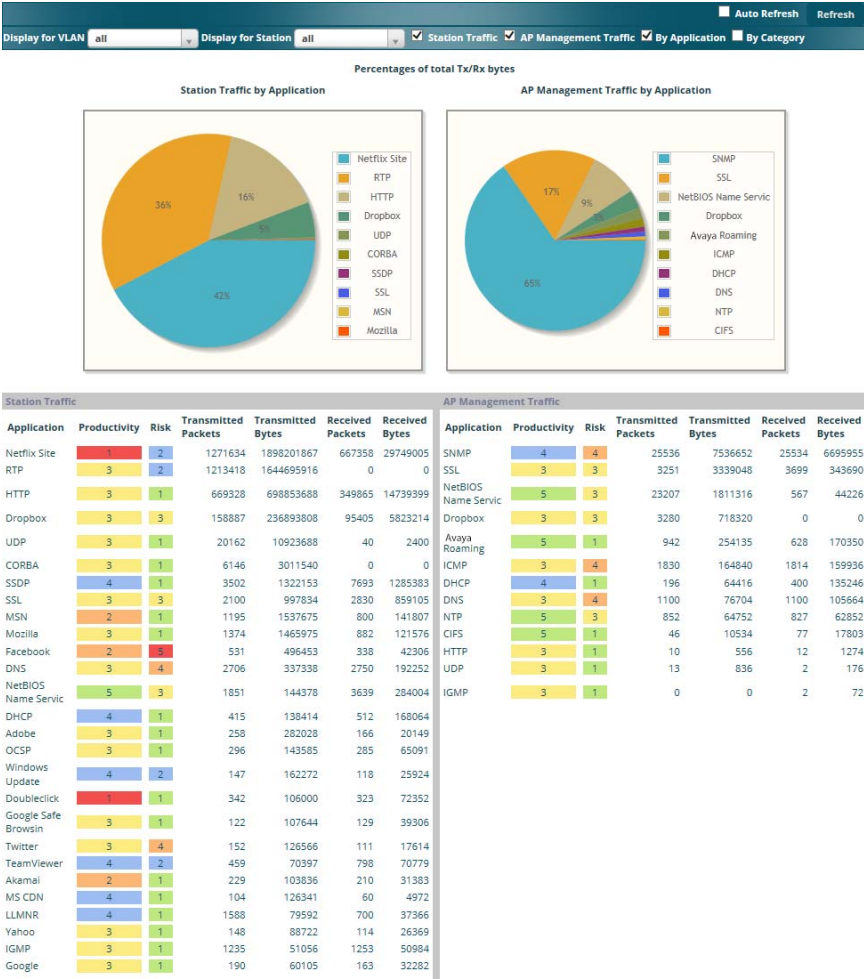 Auto Refresh Refresh
Display for VLAN all Display for Station all Station Traffic AP Management Traffic By Application By Category
Percentages of total Tx/Rx bytes
Station Traffic by Application
36%
16%
5%
42%
Netflix Site
RTP
HTTP
Dropbox
UDP
CORBA
SSDP
SSL
MSN
Mozilla
AP Management Traffic by Application
17%
9%
3%
65%
SNMP
SSL
NetBIOS Name Servic
Dropbox
Avaya Roaming
ICMP
DHCP
DNS
NTP
CIFS
Station Traffic
Application Productivity Risk Transmitted Packets Transmitted Bytes Received Packets Received Bytes
Netflix Site 1 2 1271634 1898201867 667358 29749005
RTP 3 2 1213418 1644695916 0 0
HTTP 3 1 669328 698853688 349865 14739399
Dropbox 3 3 158887 236893808 95405 5823214
UDP 3 1 20162 10923688 40 2400
CORBA 3 1 6146 3011540 0 0
SSDP 4 1 3502 1322153 7693 1285383
SSL 3 3 2100 997834 2830 859105
MSN 2 1 1195 1537675 800 141807
Mozilla 3 1 1374 1465975 882 121576
Facebook 2 5 531 496453 338 42306
DNS 3 4 2706 337338 2750 192252
NetBIOS Name Servic 5 3 1851 144378 3639 284004
DHCP 4 1 415 138414 512 168064
Adobe 3 1 258 282028 166 20149
OCSP 3 1 296 143585 285 65091
Windows Update 4 2 147 162272 118 25924
Doubleclick 1 1 342 106000 323 72352
Google Safe Browsin 3 1 122 107644 129 39306
Twitter 3 4 152 126566 111 17614
TeamViewer 4 2 459 70397 798 70779
Akamai 2 1 229 103836 210 31383
MS CDN 4 1 104 126341 60 4972
LLMNR 4 1 1588 79592 700 37366
Yahoo 3 1 148 88722 114 26369
IGMP 3 1 1235 51056 1253 50984
Google 3 1 190 60105 163 32282
AP Management Traffic
Application Productivity Risk Transmitted Packets Transmitted Bytes Received Packets Received Bytes
SNMP 4 4 25536 7536652 25534 6695955
SSL 3 3 3251 3339048 3699 343690
NetBIOS Name Servic 5 3 23207 1811316 567 44226
Dropbox 3 3 3280 718320 0 0
Avaya Roaming 5 1 942 254135 628 170350
ICMP 3 4 1830 164840 1814 159936
DHCP 4 1 196 64416 400 135246
DNS 3 4 1100 76704 1100 105664
NTP 5 3 852 64752 827 62852
CIFS 5 1 46 10534 77 17803
HTTP 3 1 10 556 12 1274
UDP 3 1 13 836 2 176
IGMP 3 1 0 0 2 72